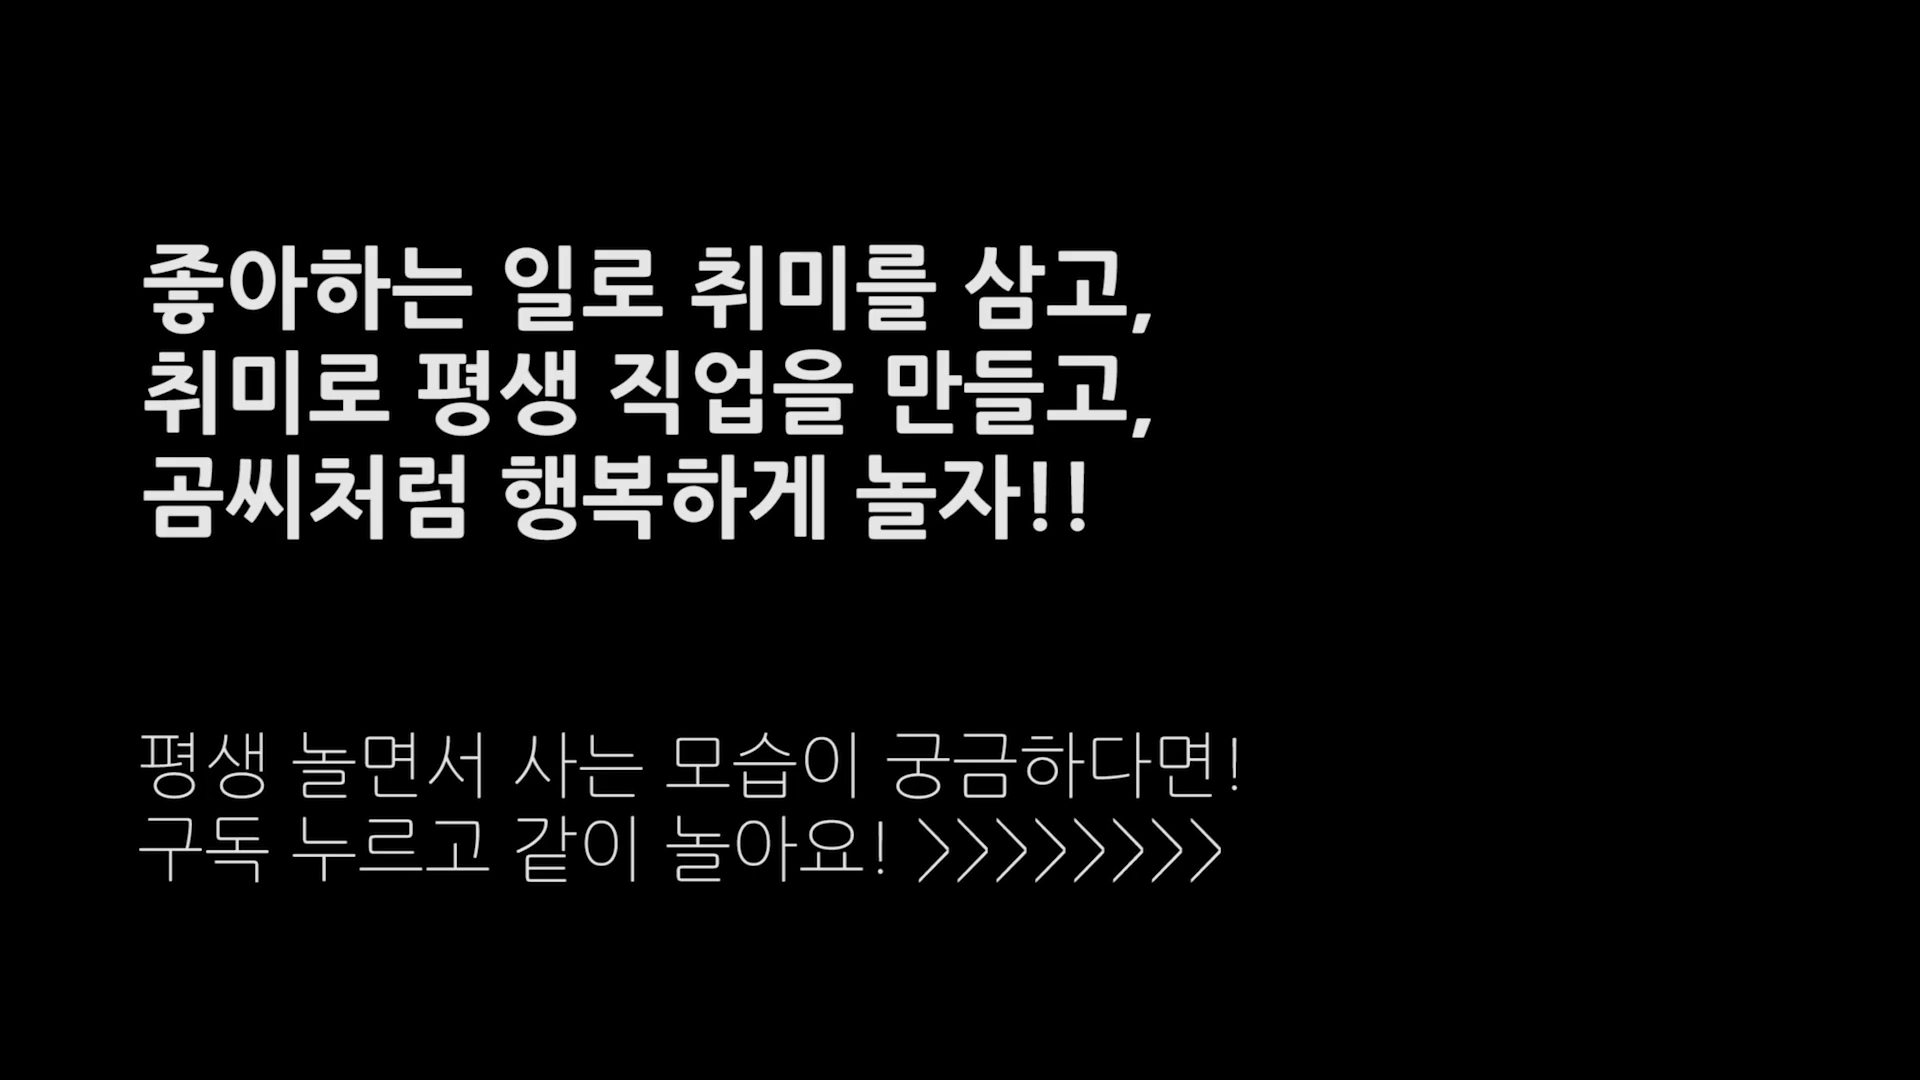 좋아하는 일로 취미를 삼고,
취미로 평생 직업을 만들고,
곰씨처럼 행복하게 놀자!!
평생 놀면서 사는 모습이 궁금하다면!
구독 누르고 같이 놀아요! >>>>>>>>